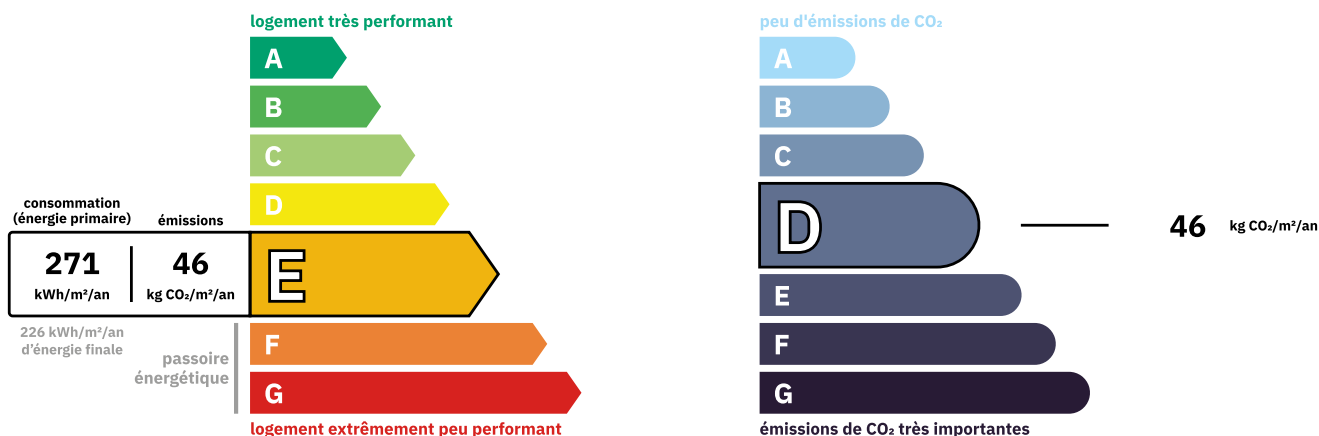 logement très performant
A
B
C
D
consommation
(énergie primaire)
émissions
271
kWh/m²/an
46
kg CO₂/m²/an
E
226 kWh/m²/an
d'énergie finale
passoire
énergétique
F
G
logement extrêmement peu performant
peu d'émissions de CO₂
A
B
C
D
46 kg CO₂/m²/an
E
F
G
émissions de CO₂ très importantes